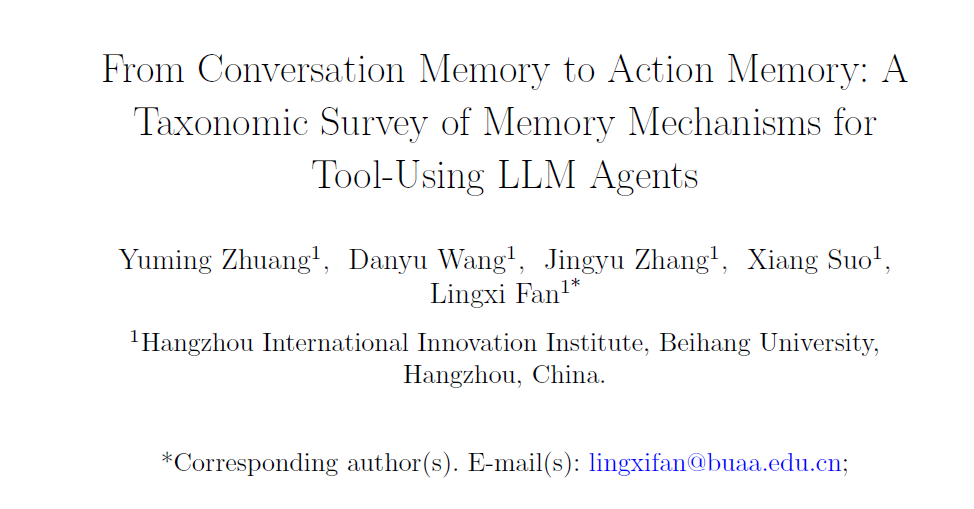 From Conversation Memory to Action Memory: A
Taxonomic Survey of Memory Mechanisms for
Tool-Using LLM Agents
Yuming Zhuang¹, Danyu Wang¹, Jingyu Zhang¹, Xiang Suo¹,
Lingxi Fan¹*
¹Hangzhou International Innovation Institute, Beihang University,
Hangzhou, China.
*Corresponding author(s). E-mail(s): lingxifan@buaa.edu.cn;